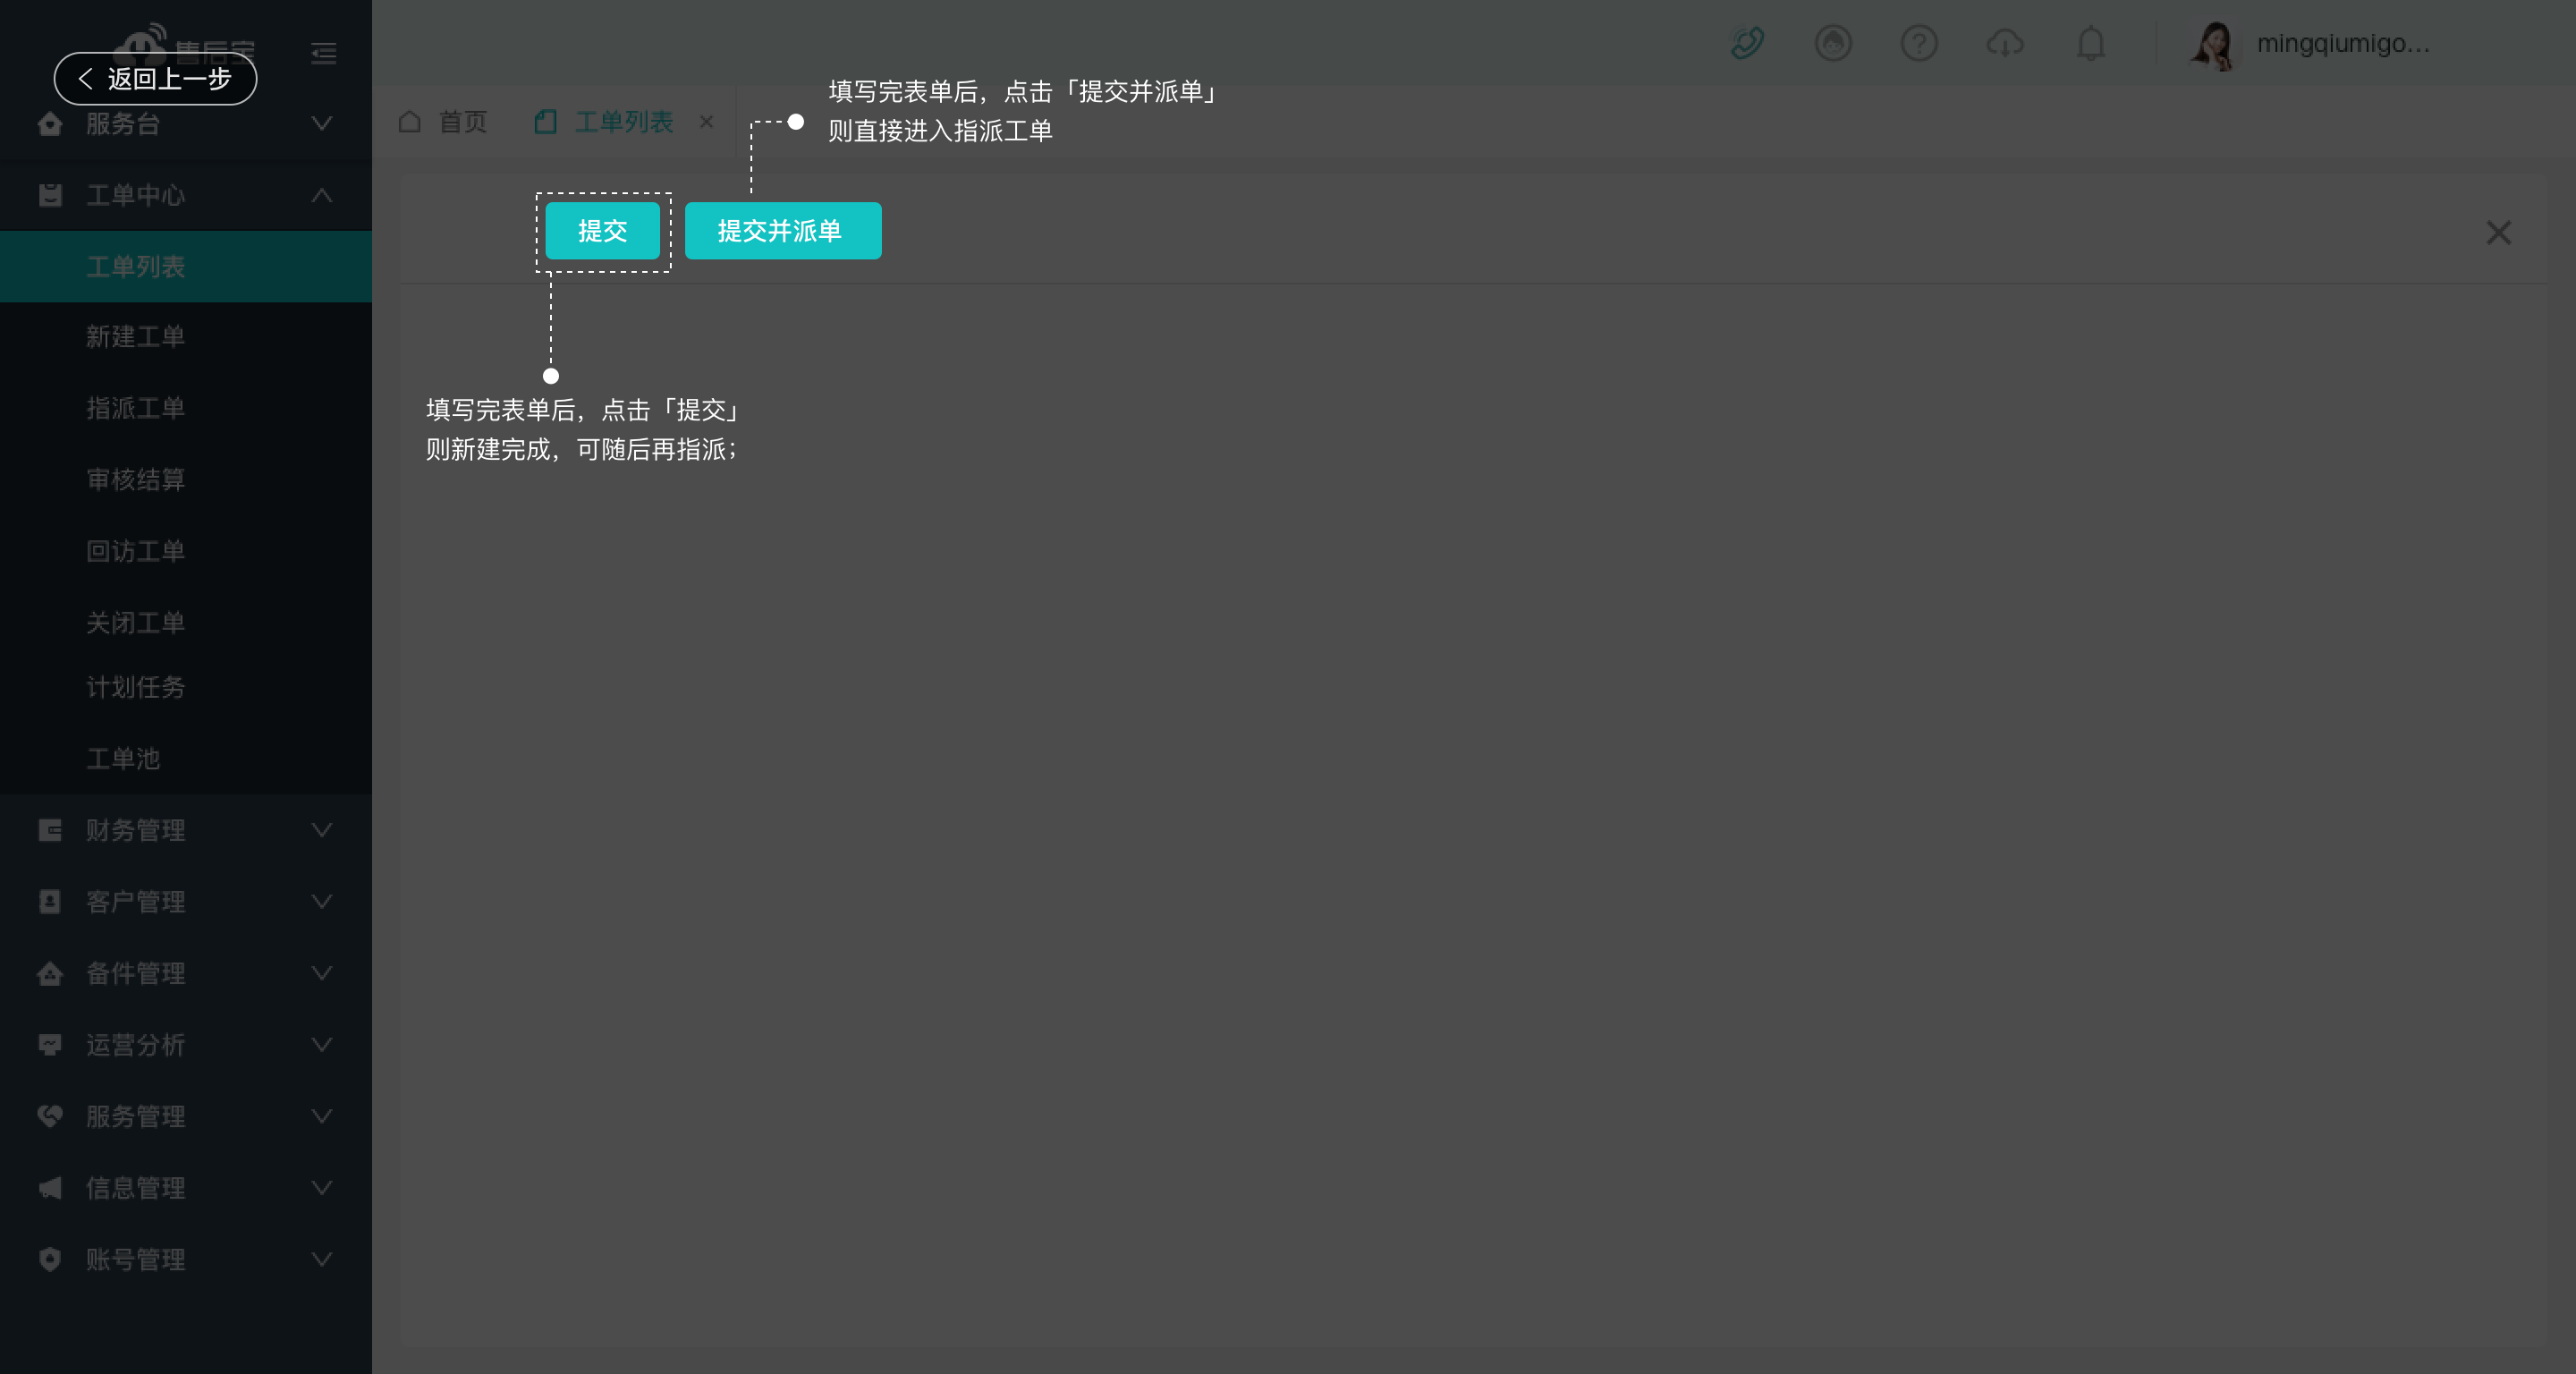 售后宝
返回上一步
mingqiumigo...
服务台
首页
工单列表
填写完表单后，点击「提交并派单」
则直接进入指派工单
工单中心
提交
提交并派单
工单列表
新建工单
指派工单
填写完表单后，点击「提交」
则新建完成，可随后再指派；
审核结算
回访工单
关闭工单
计划任务
工单池
财务管理
客户管理
备件管理
运营分析
服务管理
信息管理
账号管理